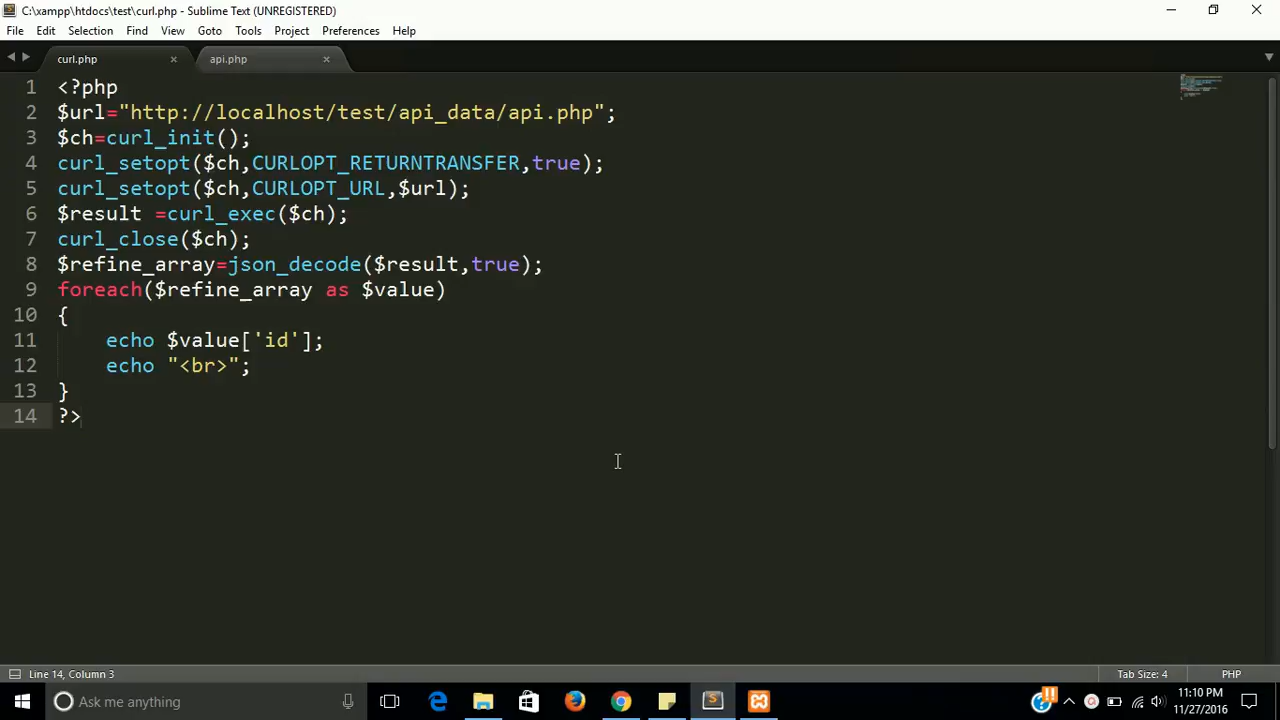 C:\xampp\htdocs\test\curl.php - Sublime Text (UNREGISTERED)
File Edit Selection Find View Goto Tools Project Preferences Help
curl.php × api.php ×
1 <?php
2 $url="http://localhost/test/api_data/api.php";
3 $ch=curl_init();
4 curl_setopt($ch,CURLOPT_RETURNTRANSFER,true);
5 curl_setopt($ch,CURLOPT_URL,$url);
6 $result =curl_exec($ch);
7 curl_close($ch);
8 $refine_array=json_decode($result,true);
9 foreach($refine_array as $value)
10 {
11 echo $value['id'];
12 echo "<br>";
13 }
14 ?>
Line 14, Column 3 Tab Size: 4 PHP
Ask me anything 11:10 PM
11/27/2016